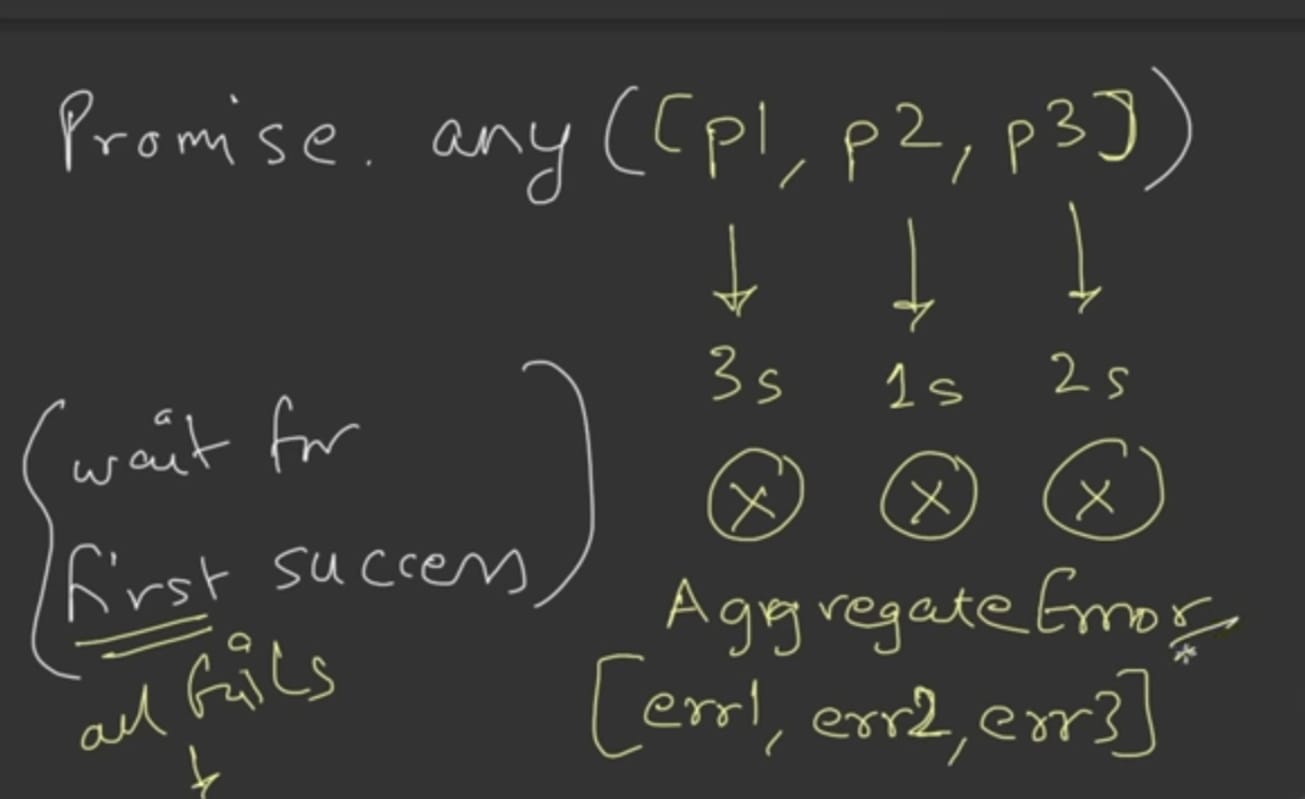 Promise. any ([p1, p2, p3])
3s 1s 2s
X X X
wait for
first success
AggregateError
all fails
[err1, err2, err3]